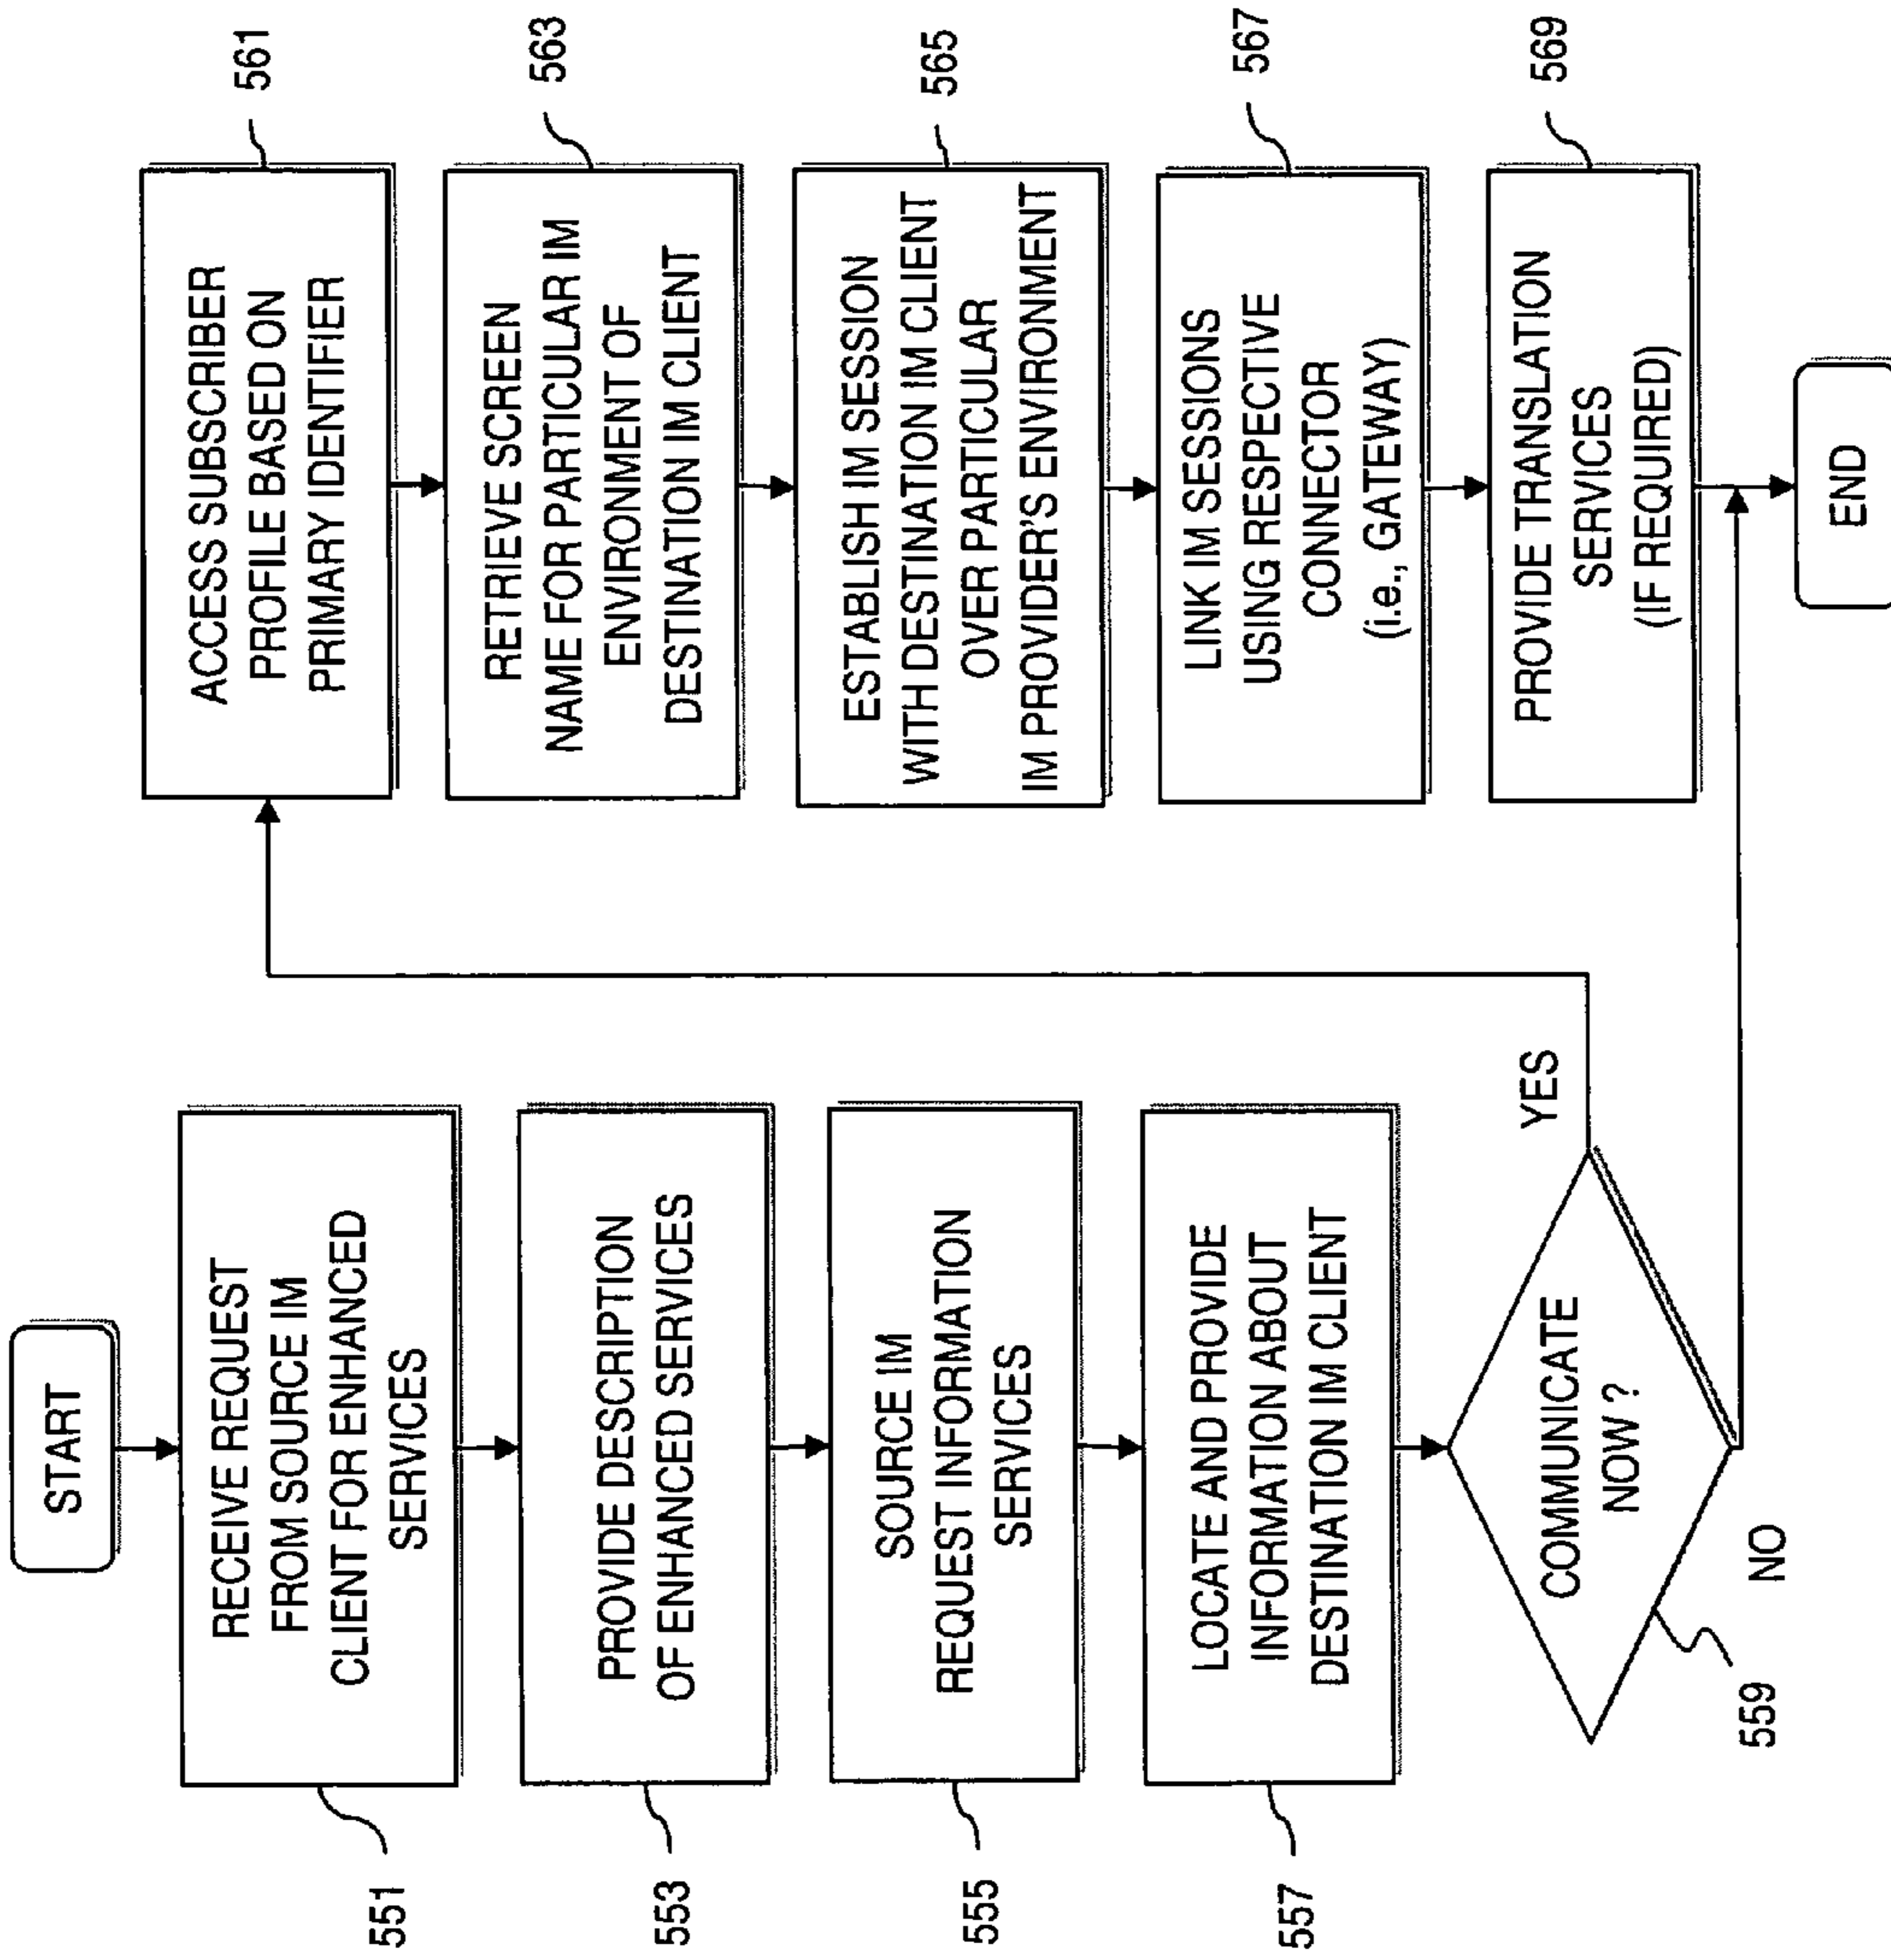 START
RECEIVE REQUEST
FROM SOURCE IM
CLIENT FOR ENHANCED
SERVICES
551
PROVIDE DESCRIPTION
OF ENHANCED SERVICES
553
SOURCE IM
REQUEST INFORMATION
SERVICES
555
LOCATE AND PROVIDE
INFORMATION ABOUT
DESTINATION IM CLIENT
557
COMMUNICATE
NOW ?
559
YES
NO
ACCESS SUBSCRIBER
PROFILE BASED ON
PRIMARY IDENTIFIER
561
RETRIEVE SCREEN
NAME FOR PARTICULAR IM
ENVIRONMENT OF
DESTINATION IM CLIENT
563
ESTABLISH IM SESSION
WITH DESTINATION IM CLIENT
OVER PARTICULAR
IM PROVIDER'S ENVIRONMENT
565
LINK IM SESSIONS
USING RESPECTIVE
CONNECTOR
(i.e., GATEWAY)
567
PROVIDE TRANSLATION
SERVICES
(IF REQUIRED)
569
END